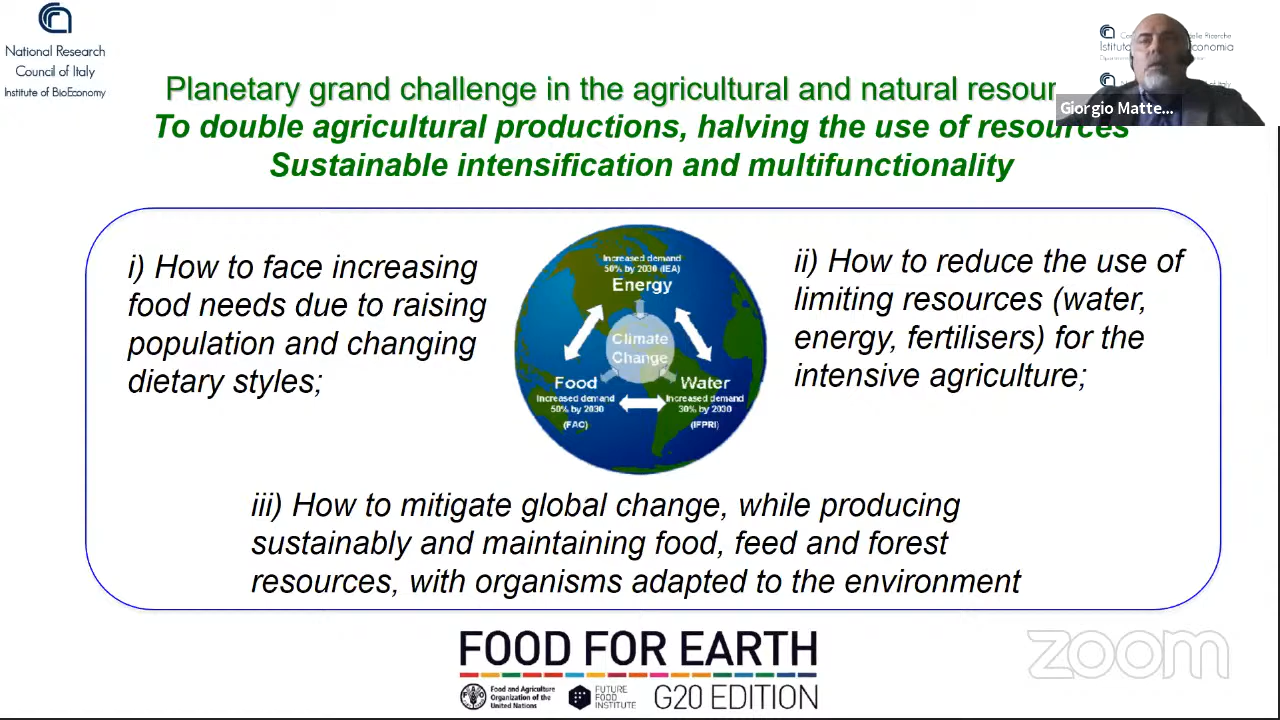 National Research
Council of Italy
Institute of BioEconomy
Planetary grand challenge in the agricultural and natural resour
To double agricultural productions, halving the use of resources
Sustainable intensification and multifunctionality
Giorgio Matte...
i) How to face increasing
food needs due to raising
population and changing
dietary styles;
Increased demand
50% by 2030 (IEA)
Energy
Climate
Change
Food
Increased demand
50% by 2030
(FAO)
Water
Increased demand
30% by 2030
(IFPRI)
ii) How to reduce the use of
limiting resources (water,
energy, fertilisers) for the
intensive agriculture;
iii) How to mitigate global change, while producing
sustainably and maintaining food, feed and forest
resources, with organisms adapted to the environment
FOOD FOR EARTH
Food and Agriculture
Organization of the
United Nations
FUTURE
FOOD
INSTITUTE
G20 EDITION
zoom